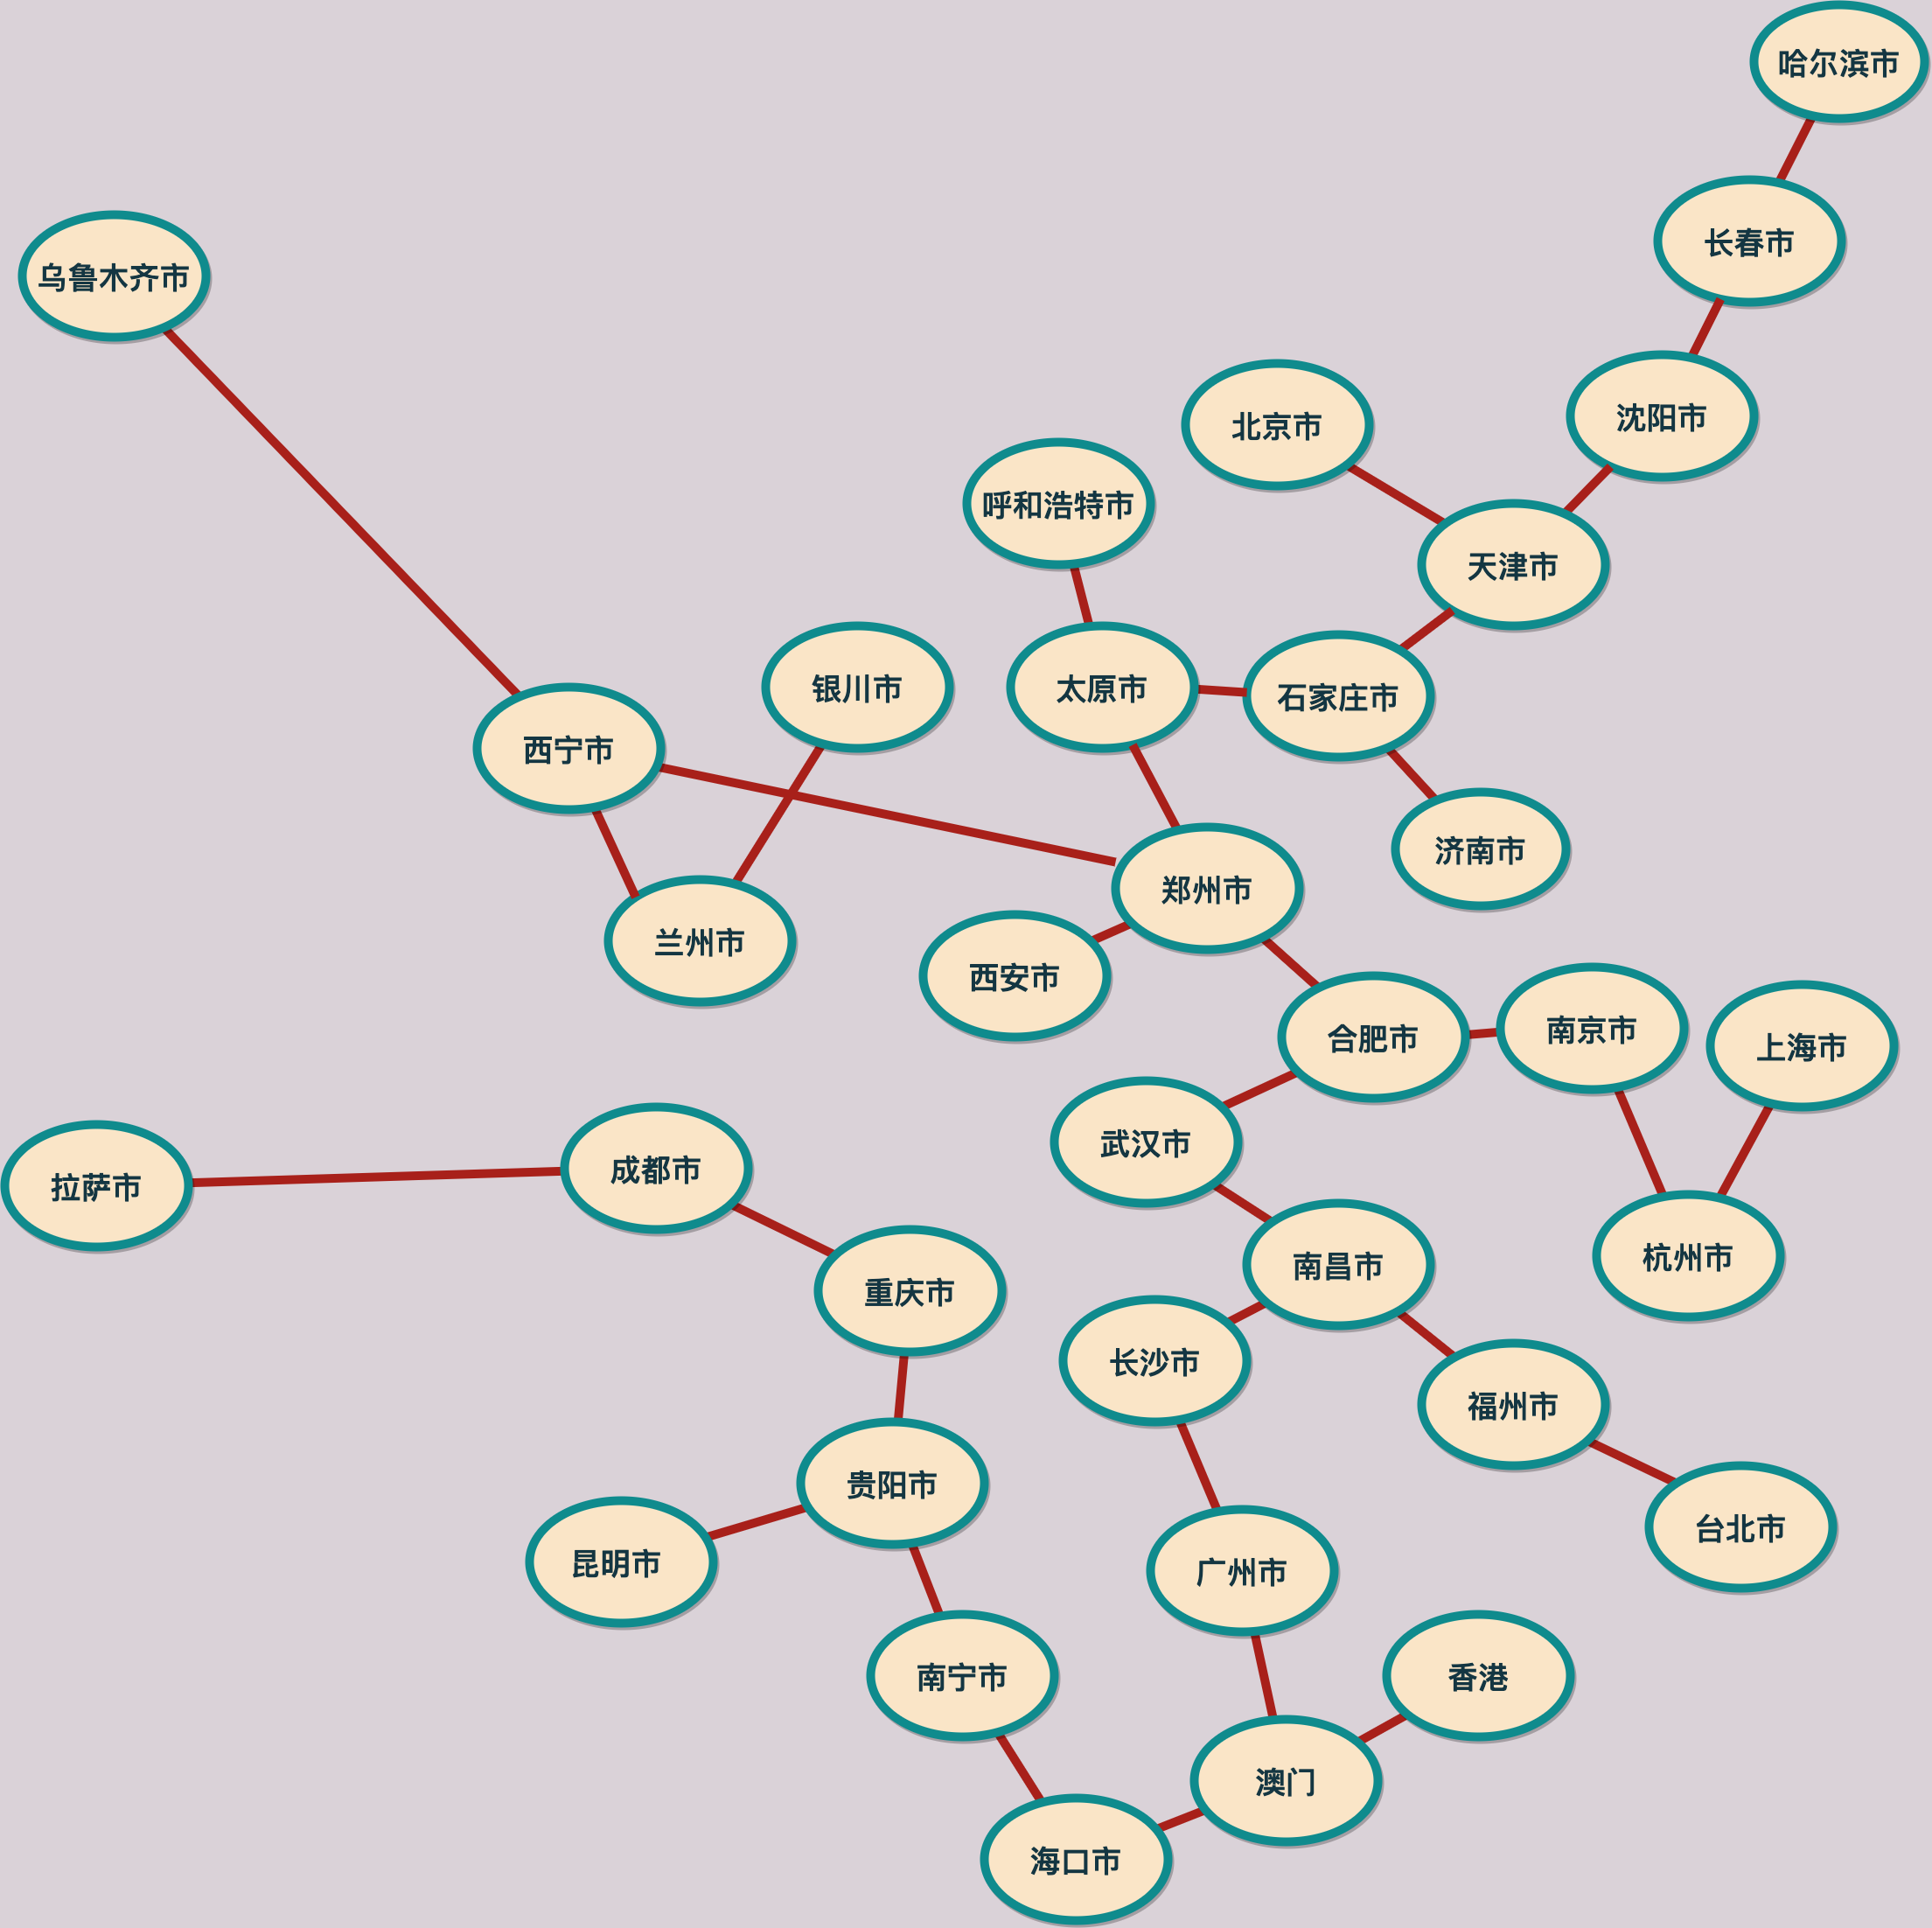 哈尔滨市
长春市
乌鲁木齐市
沈阳市
北京市
呼和浩特市
天津市
银川市
太原市
石家庄市
西宁市
济南市
郑州市
兰州市
西安市
南京市
合肥市
上海市
武汉市
成都市
拉萨市
杭州市
南昌市
重庆市
长沙市
福州市
贵阳市
台北市
昆明市
广州市
南宁市
香港
澳门
海口市